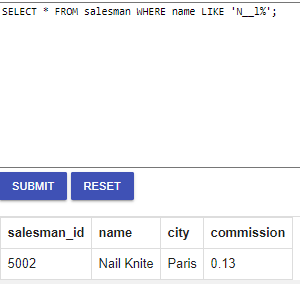 SELECT * FROM salesman WHERE name LIKE 'N__l%';
SUBMIT RESET
salesman_id name city commission
5002 Nail Knite Paris 0.13